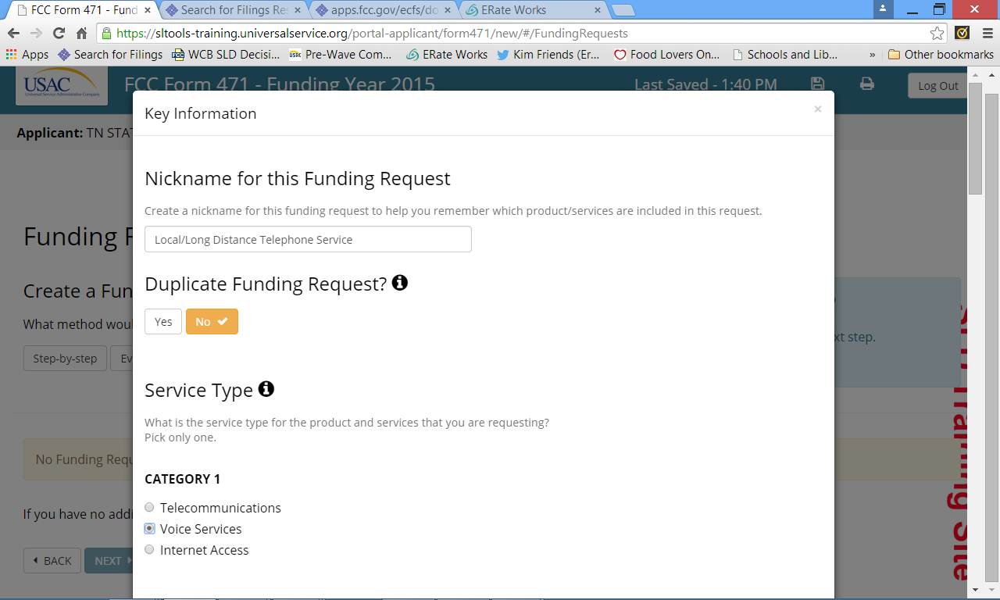 FCC Form 471 - Fund
Search for Filings Res
apps.fcc.gov/ecfs/do
ERate Works
https://sltools-training.universalservice.org/portal-applicant/form471/new/#/FundingRequests
Apps
Search for Filings
WCB SLD Decisi...
Pre-Wave Com...
ERate Works
Kim Friends (Er...
Food Lovers On...
Schools and Lib...
»
Other bookmarks
USAC
Universal Service Administrative Company
FCC Form 471 - Funding Year 2015
Last Saved - 1:40 PM
Log Out
Applicant: TN STAT
Key Information
×
Nickname for this Funding Request
Create a nickname for this funding request to help you remember which product/services are included in this request.
Local/Long Distance Telephone Service
Funding
Duplicate Funding Request?
Create a Fun
Yes
No
What method woul
xt step.
Step-by-step
Ev
Service Type
What is the service type for the product and services that you are requesting?
Pick only one.
No Funding Requ
CATEGORY 1
Telecommunications
If you have no addi
Voice Services
Internet Access
BACK
NEXT
SLD Training Site